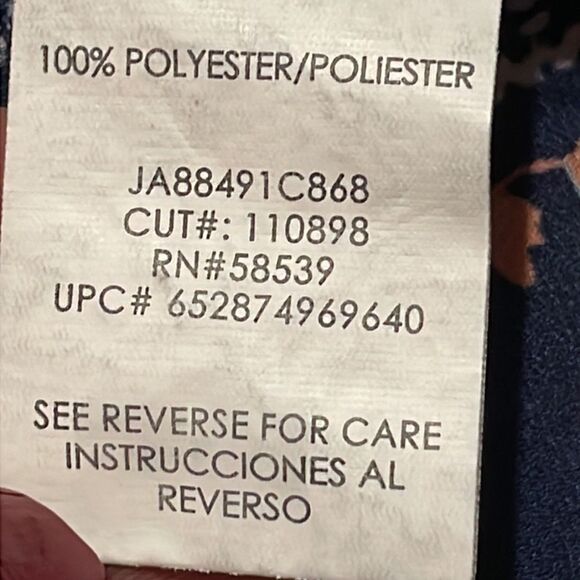 100% POLYESTER/POLIESTER
JA88491C868
CUT#: 110898
RN#58539
UPC# 652874969640
SEE REVERSE FOR CARE
INSTRUCCIONES AL
REVERSO